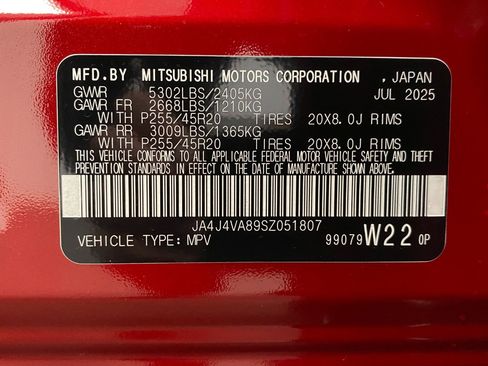 MFD.BY MITSUBISHI MOTORS CORPORATION . JAPAN
GVWR 5302LBS/2405KG JUL 2025
GAWR FR 2668LBS/1210KG
WITH P255/45R20 TIRES 20X8.0J RIMS
GAWR RR 3009LBS/1365KG
WITH P255/45R20 TIRES 20X8.0J RIMS
THIS VEHICLE CONFORMS TO ALL APPLICABLE FEDERAL MOTOR VEHICLE SAFETY AND THEFT
PREVENTION STANDARDS IN EFFECT ON THE DATE OF MANUFACTURE SHOWN ABOVE.
JA4J4VA89SZ051807
VEHICLE TYPE:MPV 99079 W22 0P